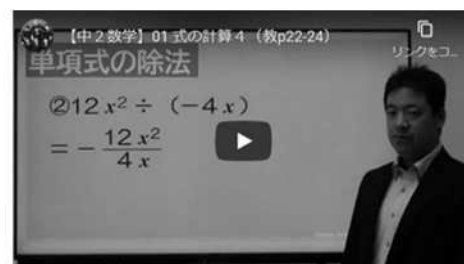 【中２数学】01 式の計算４（教p22-24）
リンクをコ...
単項式の除法
②12x² ÷ （−4x）
= − 12x² / 4x